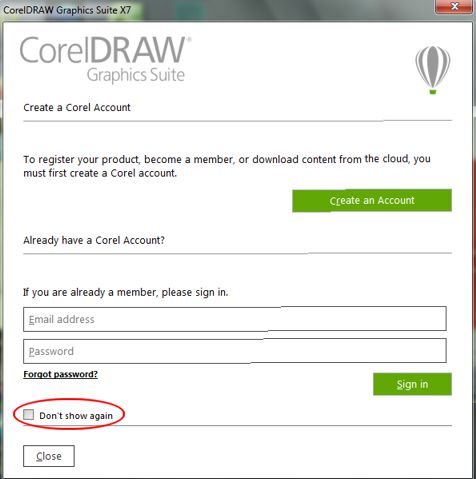 CorelDRAW Graphics Suite X7
CorelDRAW®
Graphics Suite
Create a Corel Account
To register your product, become a member, or download content from the cloud, you
must first create a Corel account.
Create an Account
Already have a Corel Account?
If you are already a member, please sign in.
Email address
Password
Forgot password?
Sign in
Don't show again
Close